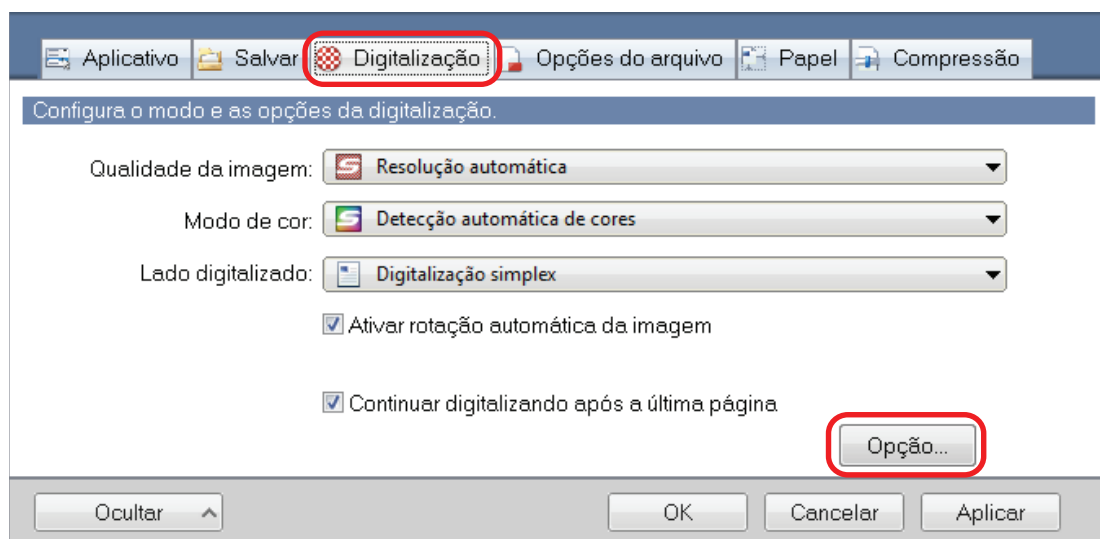 Aplicativo Salvar Digitalização Opções do arquivo Papel Compressão
Configura o modo e as opções da digitalização.
Qualidade da imagem: Resolução automática
Modo de cor: Detecção automática de cores
Lado digitalizado: Digitalização simplex
Ativar rotação automática da imagem
Continuar digitalizando após a última página
Opção...
Ocultar OK Cancelar Aplicar